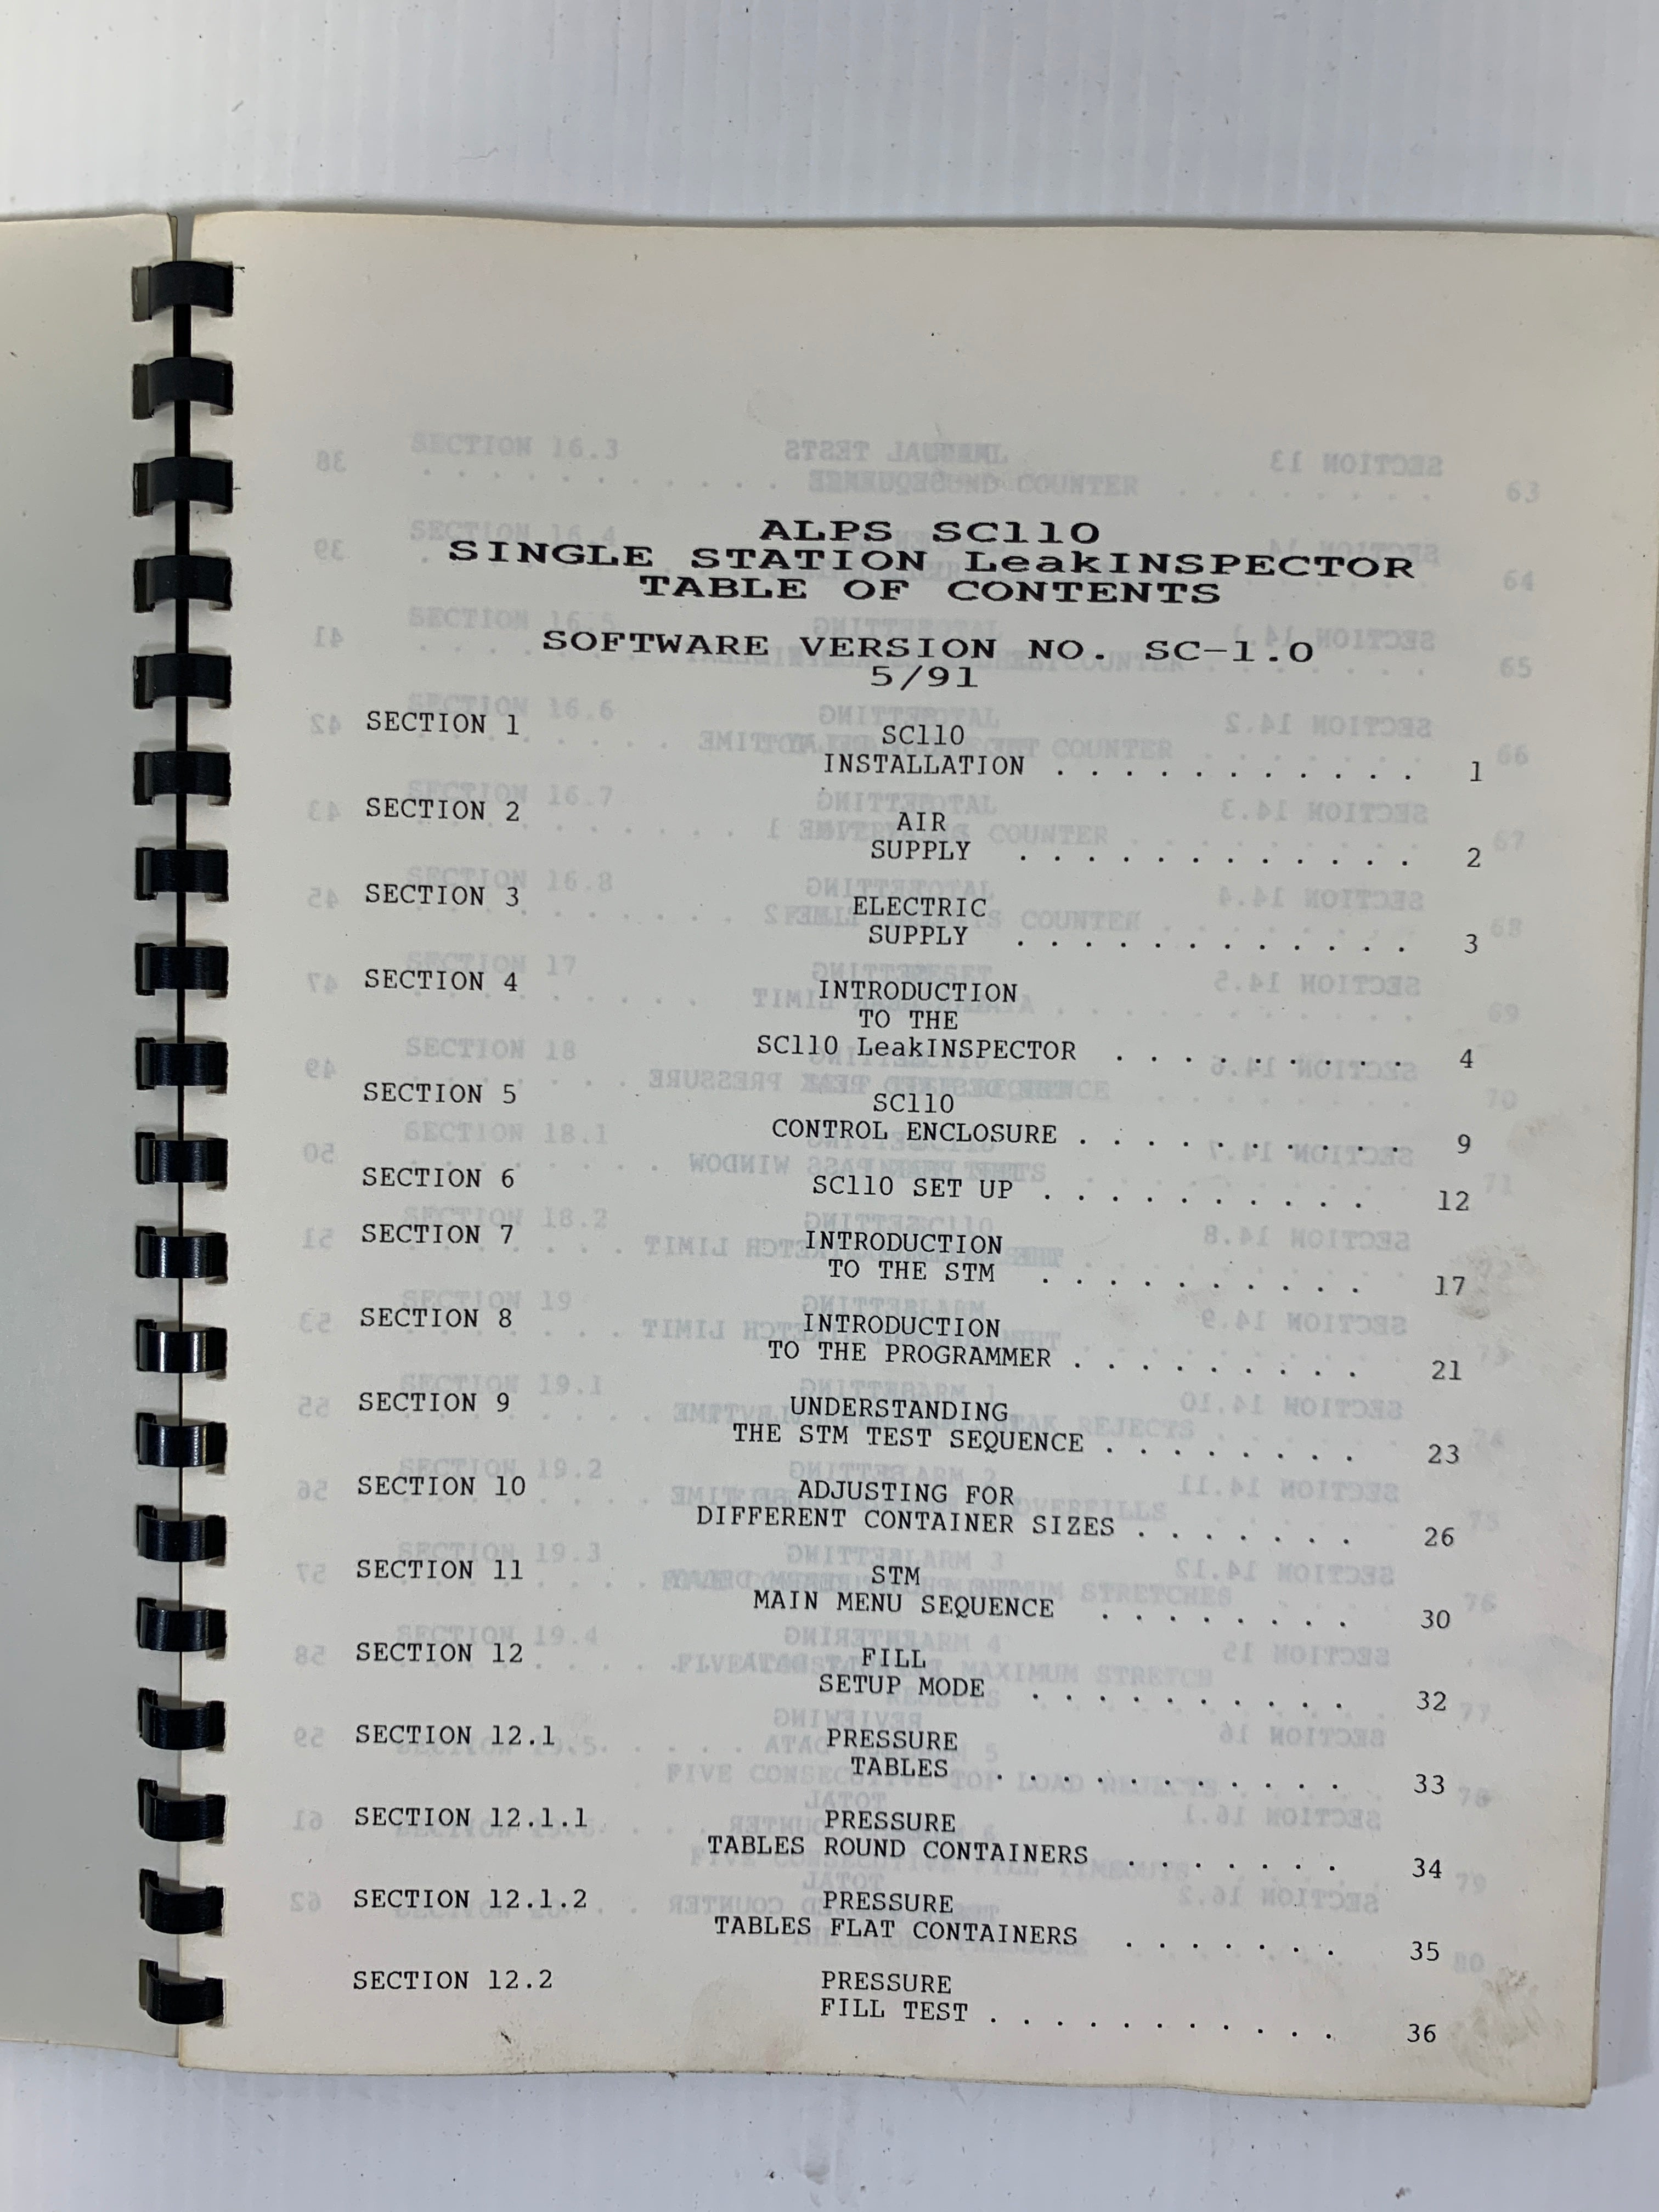 ALPS SC110
SINGLE STATION LeakINSPECTOR
TABLE OF CONTENTS
SOFTWARE VERSION NO. SC-1.0
5/91
SECTION 1 SC110
INSTALLATION . . . . . . . . . . . 1
SECTION 2 AIR
SUPPLY . . . . . . . . . . . . 2
SECTION 3 ELECTRIC
SUPPLY . . . . . . . . . . . . 3
SECTION 4 INTRODUCTION
TO THE
SC110 LeakINSPECTOR . . . . . . . . . 4
SECTION 5 SC110
CONTROL ENCLOSURE . . . . . . . . . . 9
SECTION 6 SC110 SET UP . . . . . . . . . . 12
SECTION 7 INTRODUCTION
TO THE STM . . . . . . . . . . 17
SECTION 8 INTRODUCTION
TO THE PROGRAMMER . . . . . . . . . 21
SECTION 9 UNDERSTANDING
THE STM TEST SEQUENCE . . . . . . . . 23
SECTION 10 ADJUSTING FOR
DIFFERENT CONTAINER SIZES . . . . . . . 26
SECTION 11 STM
MAIN MENU SEQUENCE . . . . . . . . 30
SECTION 12 FILL
SETUP MODE . . . . . . . . . . 32
SECTION 12.1 PRESSURE
TABLES . . . . . . . . . . . 33
SECTION 12.1.1 PRESSURE
TABLES ROUND CONTAINERS . . . . . . . 34
SECTION 12.1.2 PRESSURE
TABLES FLAT CONTAINERS . . . . . . . 35
SECTION 12.2 PRESSURE
FILL TEST . . . . . . . . . . . 36